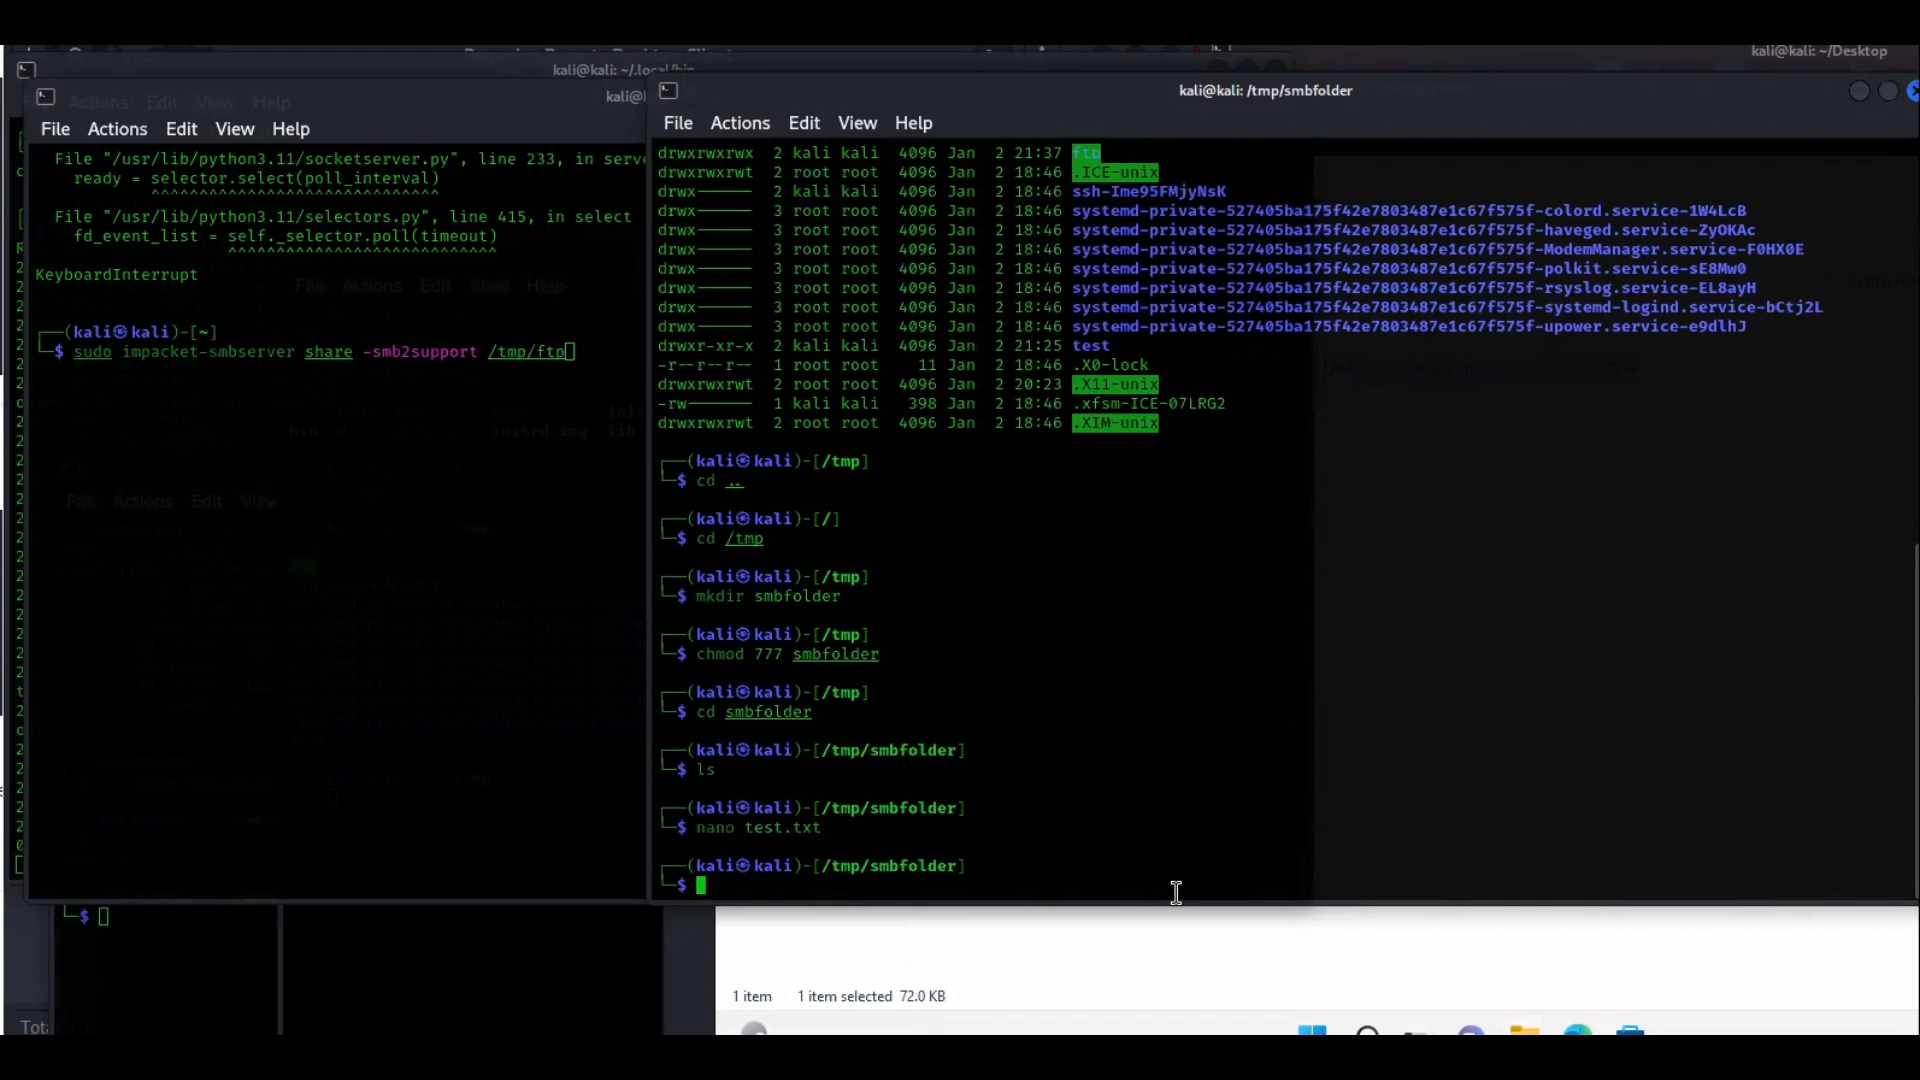 kali@kali: ~/Desktop
kali@kali: ~/.local/bin
kali@
File Actions Edit View Help
File "/usr/lib/python3.11/socketserver.py", line 233, in serve
ready = selector.select(poll_interval)
^^^^^^^^^^^^^^^^^^^^^^^^^^^^^^
File "/usr/lib/python3.11/selectors.py", line 415, in select
fd_event_list = self._selector.poll(timeout)
^^^^^^^^^^^^^^^^^^^^^^^^^^^^
KeyboardInterrupt
┌──(kali㉿kali)-[~]
└─$ sudo impacket-smbserver share -smb2support /tmp/ftp
└─$
kali@kali: /tmp/smbfolder
File Actions Edit View Help
drwxrwxrwx 2 kali kali 4096 Jan 2 21:37 ftp
drwxrwxrwt 2 root root 4096 Jan 2 18:46 .ICE-unix
drwx------ 2 kali kali 4096 Jan 2 18:46 ssh-Ime95FMjyNsK
drwx------ 3 root root 4096 Jan 2 18:46 systemd-private-527405ba175f42e7803487e1c67f575f-colord.service-1W4LcB
drwx------ 3 root root 4096 Jan 2 18:46 systemd-private-527405ba175f42e7803487e1c67f575f-haveged.service-ZyOKAc
drwx------ 3 root root 4096 Jan 2 18:46 systemd-private-527405ba175f42e7803487e1c67f575f-ModemManager.service-F0HX0E
drwx------ 3 root root 4096 Jan 2 18:46 systemd-private-527405ba175f42e7803487e1c67f575f-polkit.service-sE8Mw0
drwx------ 3 root root 4096 Jan 2 18:46 systemd-private-527405ba175f42e7803487e1c67f575f-rsyslog.service-EL8ayH
drwx------ 3 root root 4096 Jan 2 18:46 systemd-private-527405ba175f42e7803487e1c67f575f-systemd-logind.service-bCtj2L
drwx------ 3 root root 4096 Jan 2 18:46 systemd-private-527405ba175f42e7803487e1c67f575f-upower.service-e9dlhJ
drwxr-xr-x 2 kali kali 4096 Jan 2 21:25 test
-r--r--r-- 1 root root 11 Jan 2 18:46 .X0-lock
drwxrwxrwt 2 root root 4096 Jan 2 20:23 .X11-unix
-rw------- 1 kali kali 398 Jan 2 18:46 .xfsm-ICE-07LRG2
drwxrwxrwt 2 root root 4096 Jan 2 18:46 .XIM-unix
┌──(kali㉿kali)-[/tmp]
└─$ cd ..
┌──(kali㉿kali)-[/]
└─$ cd /tmp
┌──(kali㉿kali)-[/tmp]
└─$ mkdir smbfolder
┌──(kali㉿kali)-[/tmp]
└─$ chmod 777 smbfolder
┌──(kali㉿kali)-[/tmp]
└─$ cd smbfolder
┌──(kali㉿kali)-[/tmp/smbfolder]
└─$ ls
┌──(kali㉿kali)-[/tmp/smbfolder]
└─$ nano test.txt
┌──(kali㉿kali)-[/tmp/smbfolder]
└─$
1 item 1 item selected 72.0 KB